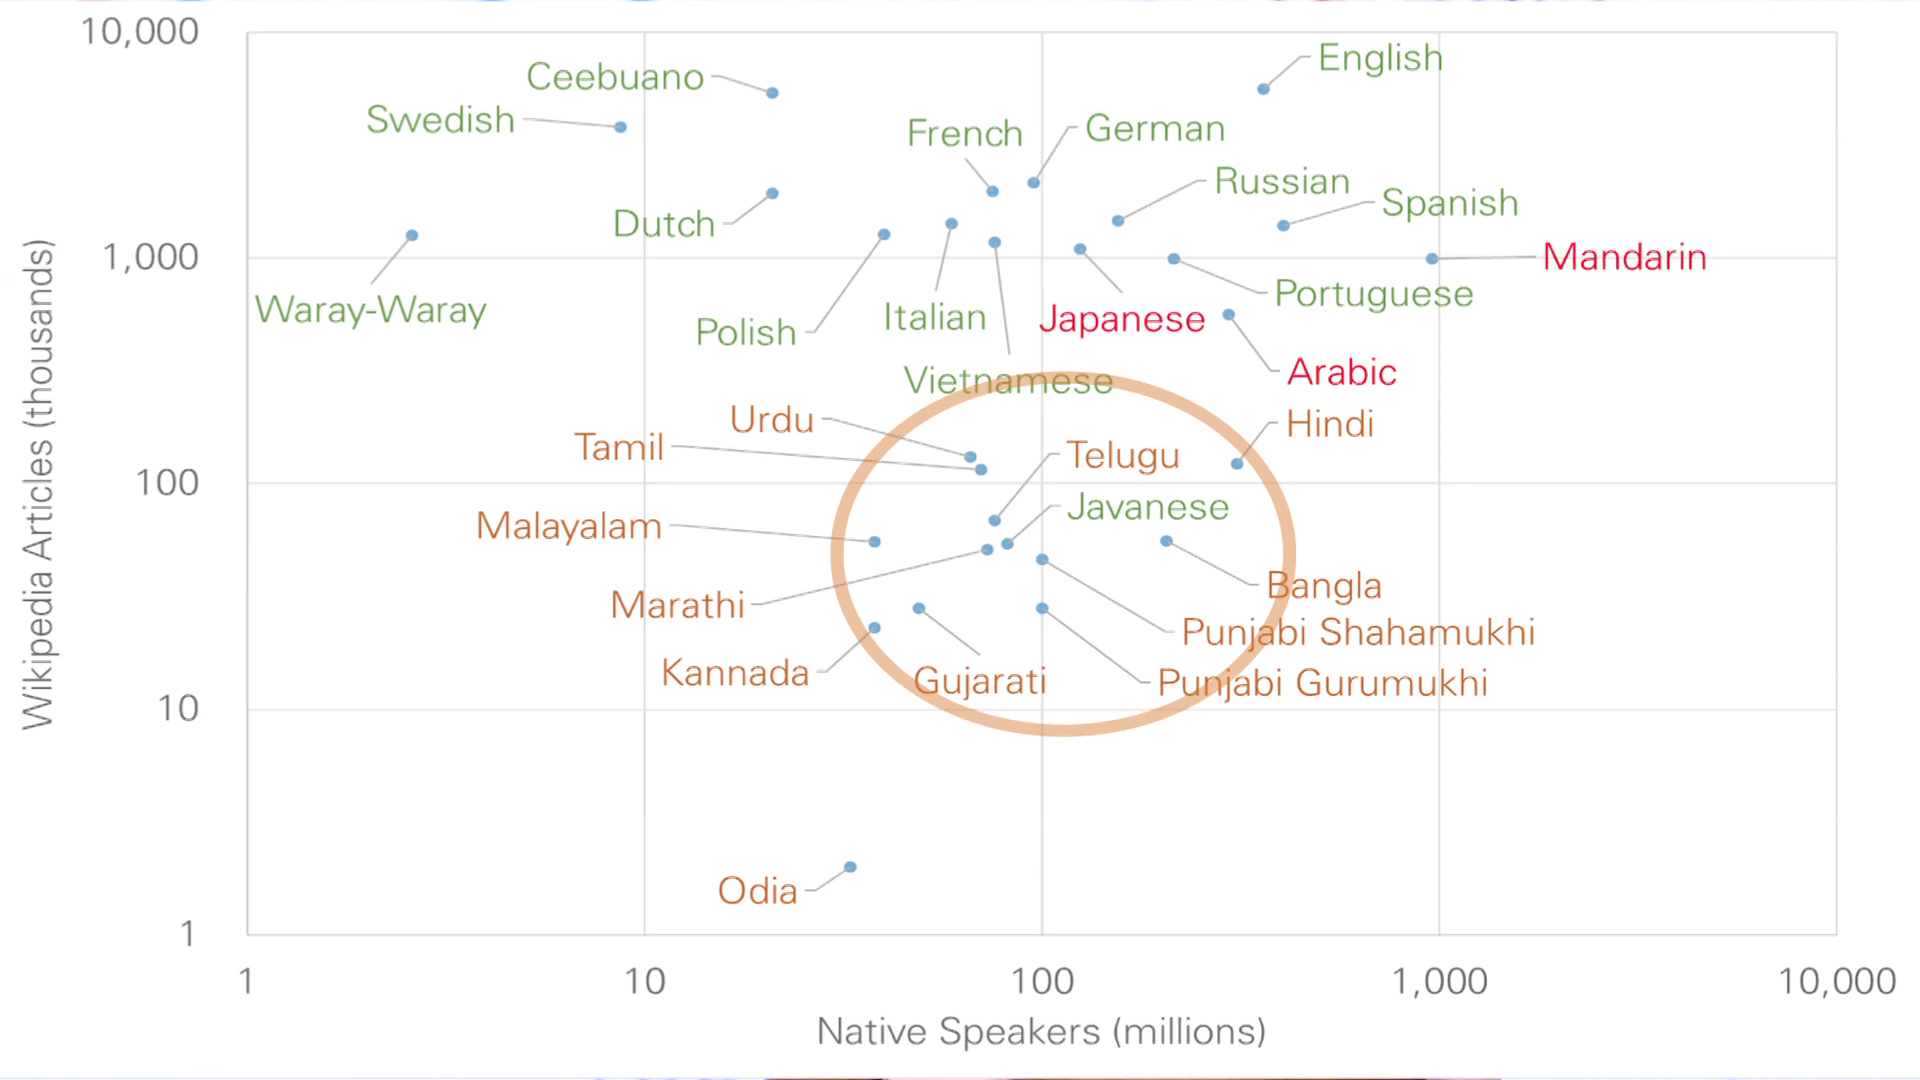 10,000
English
Ceebuano
Swedish
French
German
Russian
Spanish
Dutch
1,000
Mandarin
Portuguese
Waray-Waray
Italian
Japanese
Polish
Arabic
Vietnamese
Urdu
Hindi
Tamil
Telugu
100
Javanese
Malayalam
Bangla
Marathi
Punjabi Shahamukhi
Kannada
Gujarati
Punjabi Gurumukhi
10
Odia
1
Wikipedia Articles (thousands)
1
10
100
1,000
10,000
Native Speakers (millions)